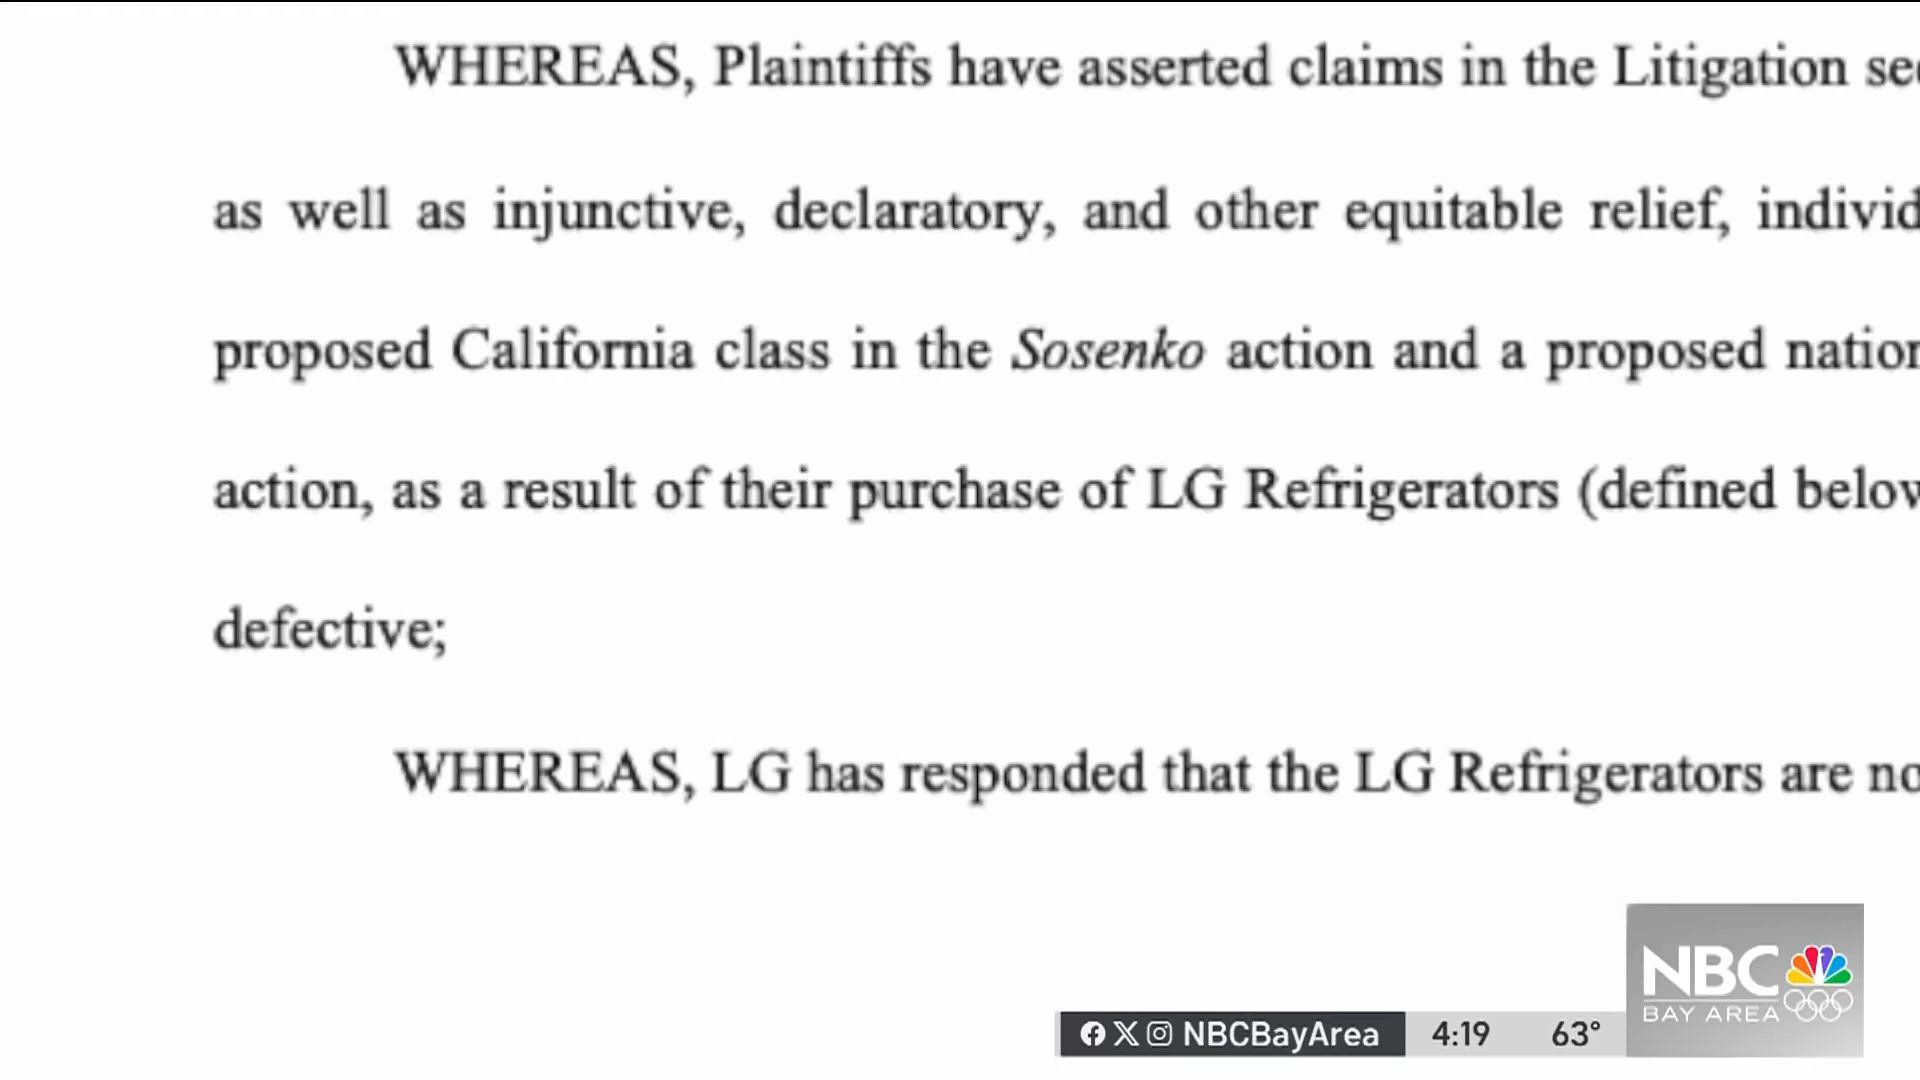 WHEREAS, Plaintiffs have asserted claims in the Litigation
as well as injunctive, declaratory, and other equitable relief,
proposed California class in the Sosenko action and a proposed
action, as a result of their purchase of LG Refrigerators (defined
defective;
WHEREAS, LG has responded that the LG Refrigerators are
NBC
BAY AREA
NBCBayArea 4:19 63°